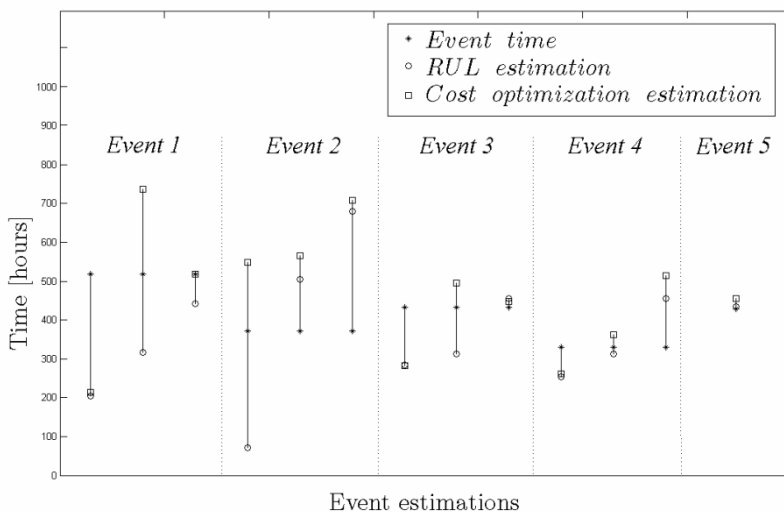 Event time
RUL estimation
Cost optimization estimation
Event 1 Event 2 Event 3 Event 4 Event 5
Time [hours]
1000
900
800
700
600
500
400
300
200
100
0
Event estimations